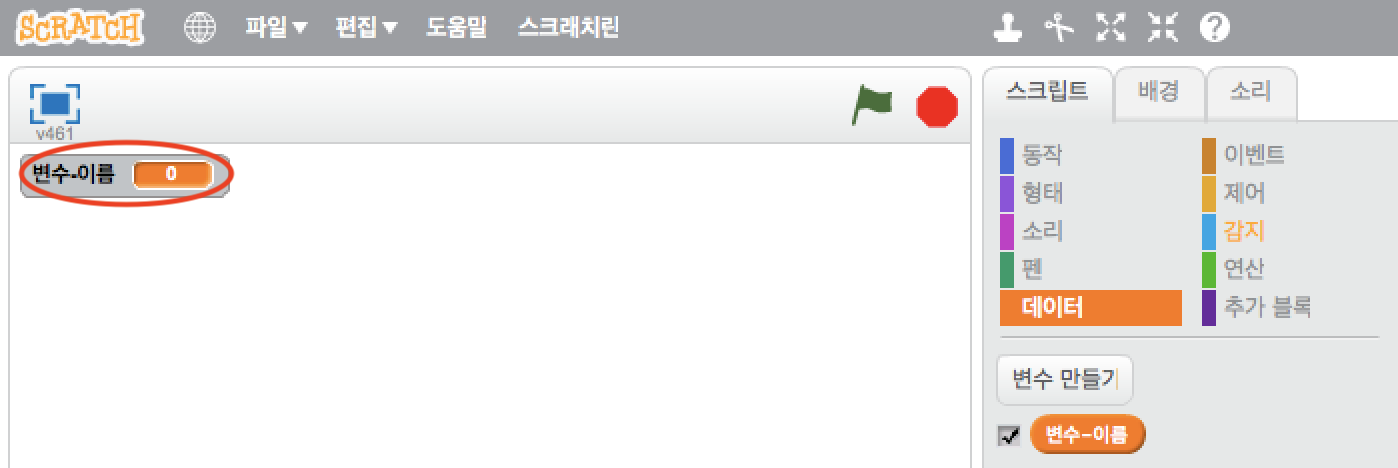 SCRATCH 파일 편집 도움말 스크래치란
v461
변수-이름 0
스크립트 배경 소리
동작 이벤트
형태 제어
소리 감지
펜 연산
데이터 추가 블록
변수 만들기
변수-이름